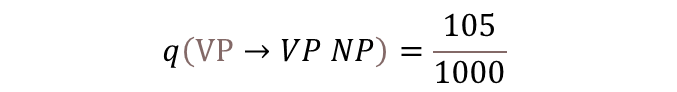 q(VP → VP NP) = 105/1000